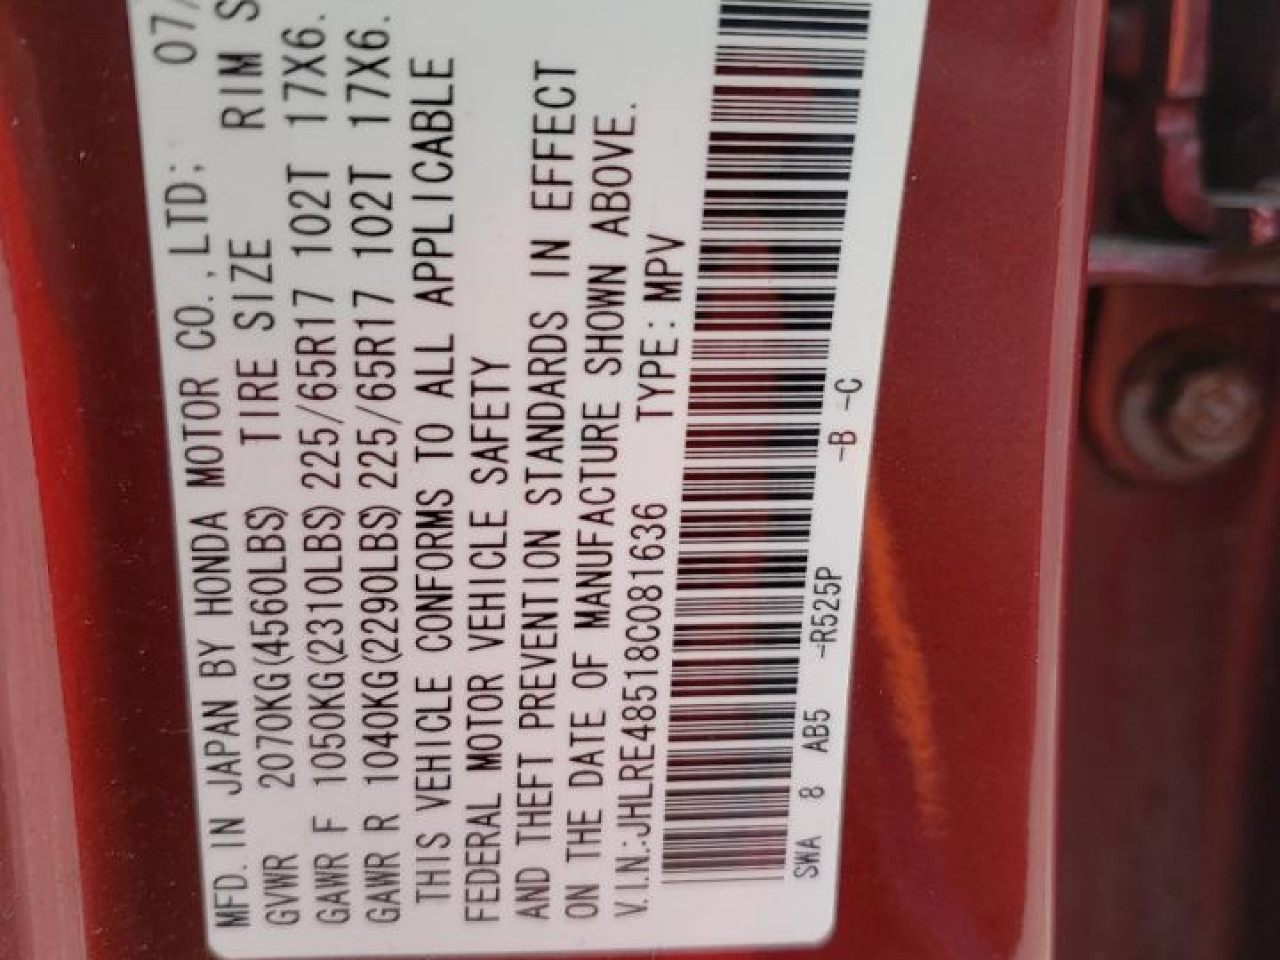 MFD. IN JAPAN BY HONDA MOTOR CO.,LTD; 07/
GVWR 2070KG(4560LBS) TIRE SIZE RIM S
GAWR F 1050KG(2310LBS) 225/65R17 102T 17X6.
GAWR R 1040KG(2290LBS) 225/65R17 102T 17X6.
THIS VEHICLE CONFORMS TO ALL APPLICABLE
FEDERAL MOTOR VEHICLE SAFETY
AND THEFT PREVENTION STANDARDS IN EFFECT
ON THE DATE OF MANUFACTURE SHOWN ABOVE.
V.I.N.:JHLRE48518C081636 TYPE: MPV
SWA 8 AB5 -R525P -B -C